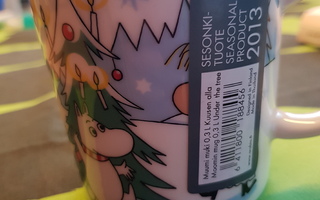 SESONKI-
TUOTE
SEASONAL
PRODUCT
2013
6 411800 188456
Muumi muki 0,3 L Kuusen alla
Moomin mug 0,3 L Under the tree